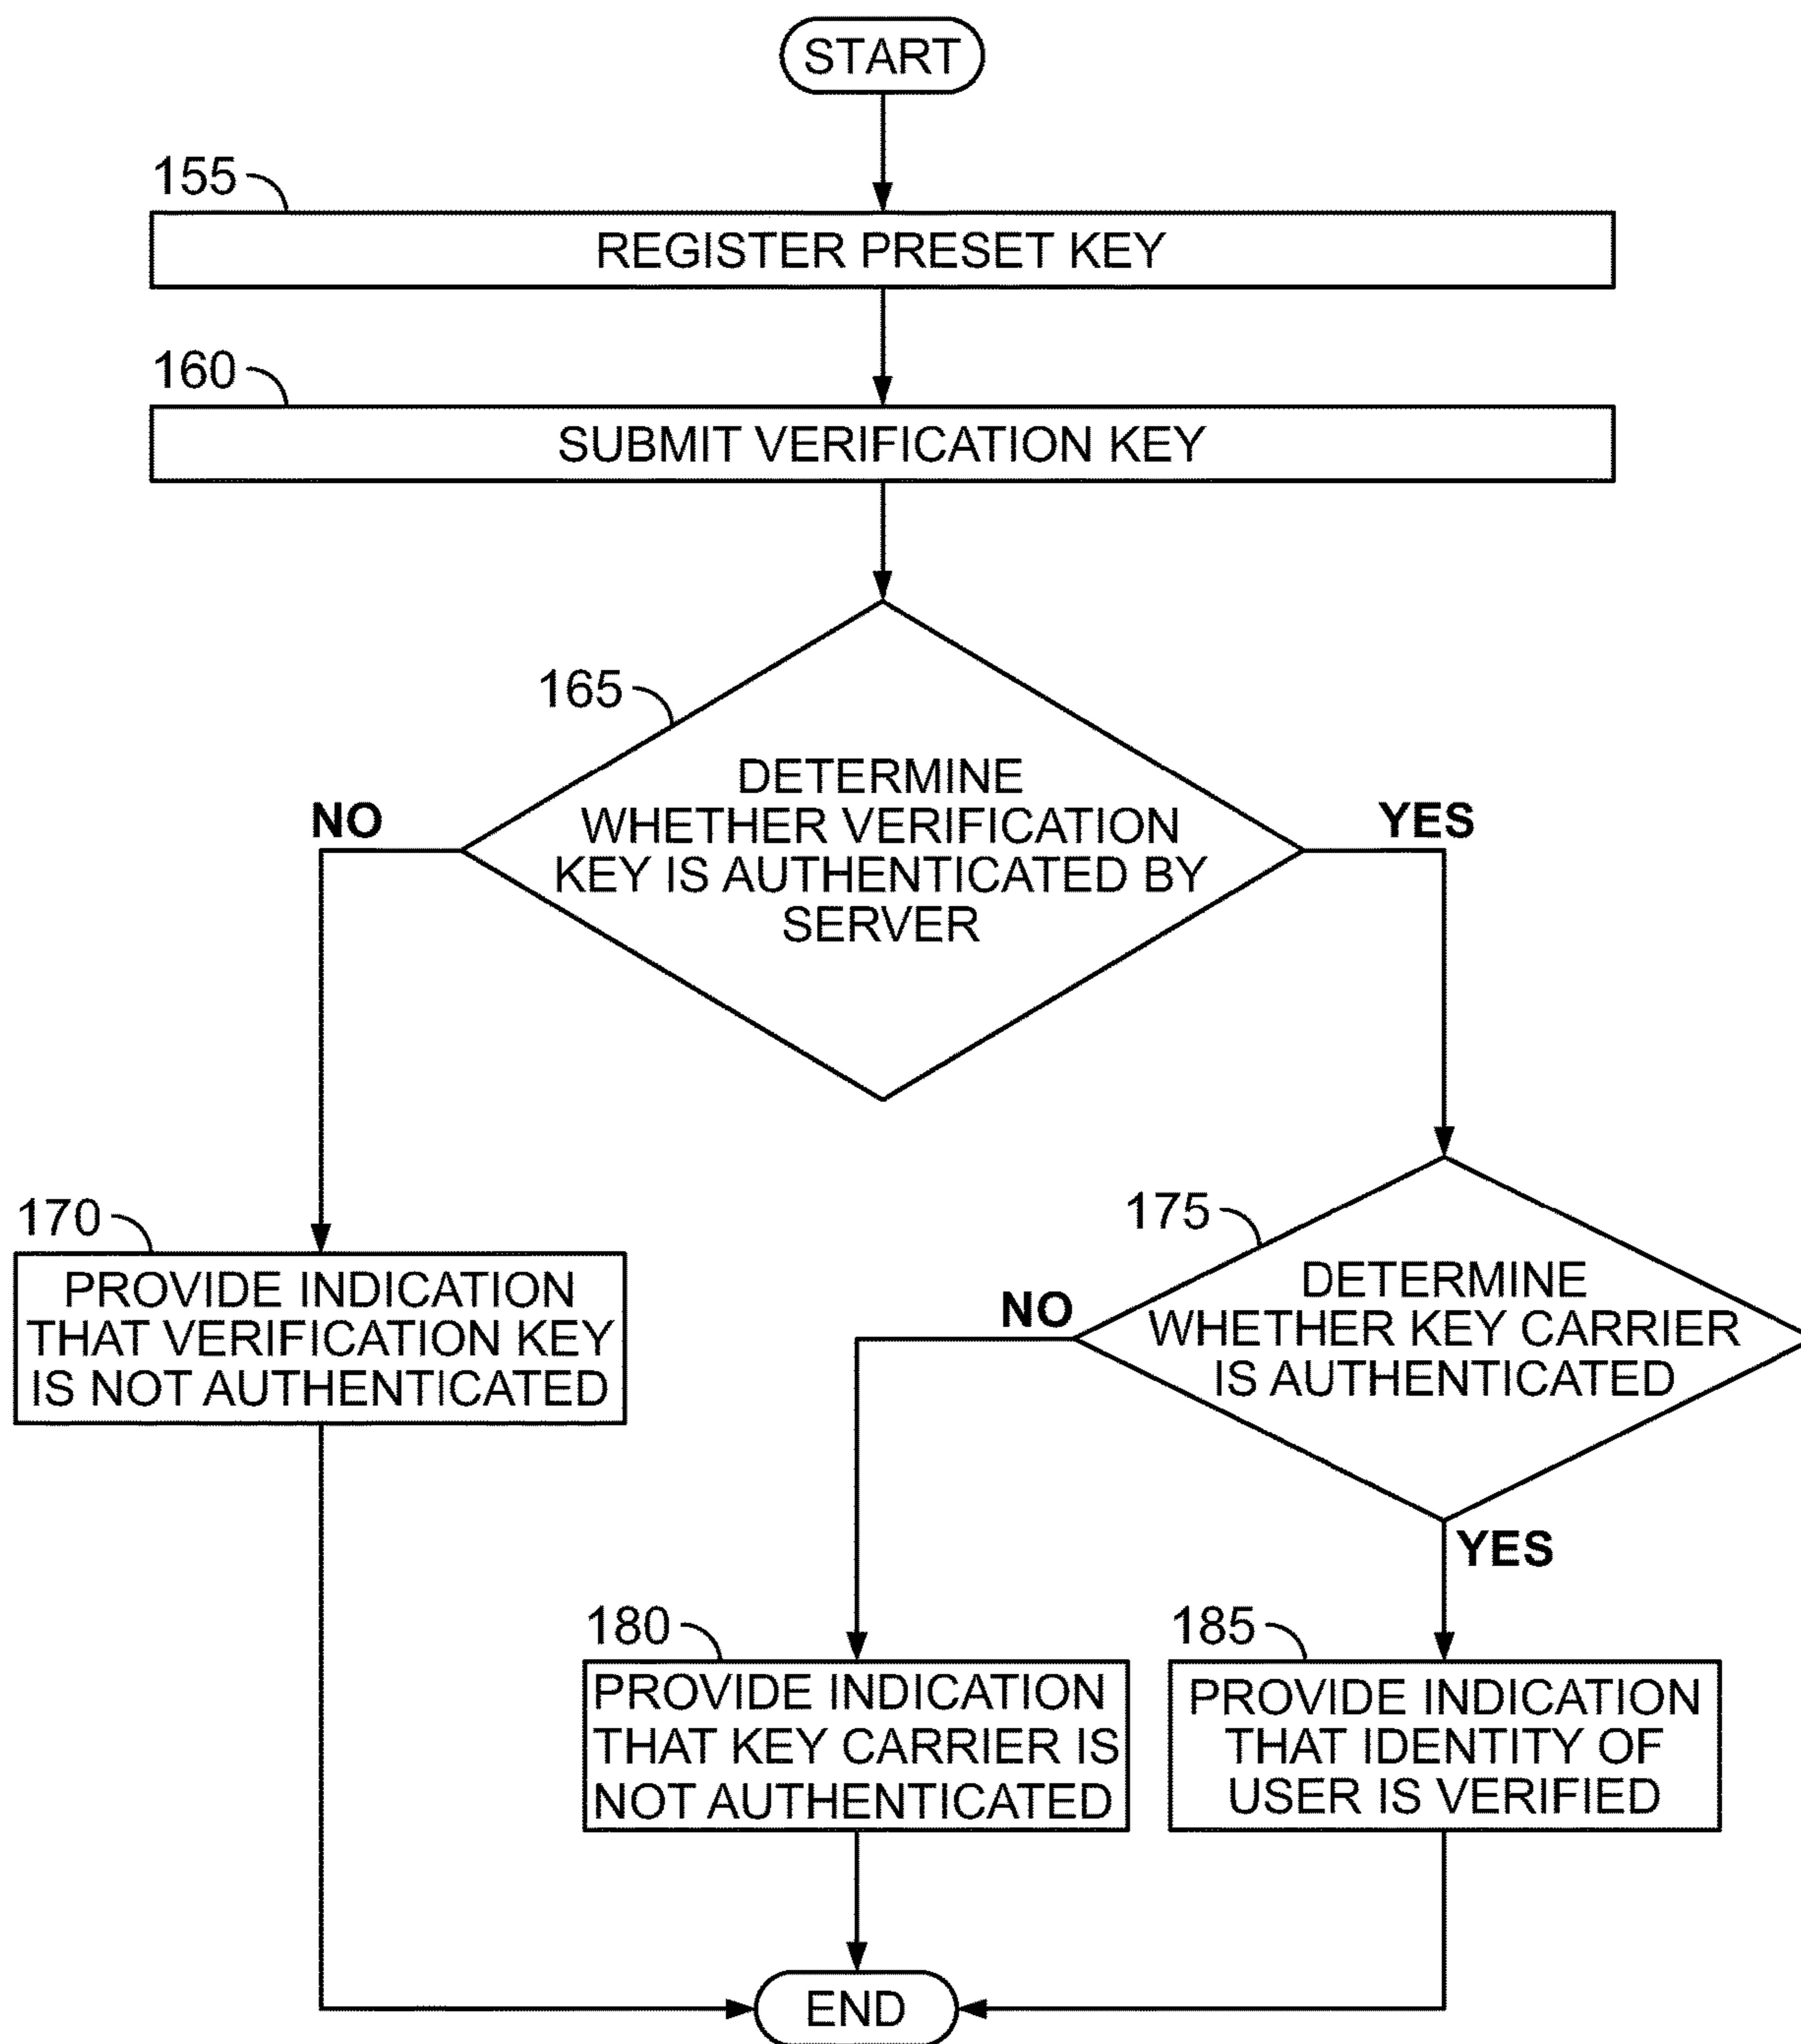 START
155
REGISTER PRESET KEY
160
SUBMIT VERIFICATION KEY
165
DETERMINE
WHETHER VERIFICATION
KEY IS AUTHENTICATED BY
SERVER
NO
YES
170
PROVIDE INDICATION
THAT VERIFICATION KEY
IS NOT AUTHENTICATED
175
DETERMINE
WHETHER KEY CARRIER
IS AUTHENTICATED
NO
YES
180
PROVIDE INDICATION
THAT KEY CARRIER IS
NOT AUTHENTICATED
185
PROVIDE INDICATION
THAT IDENTITY OF
USER IS VERIFIED
END